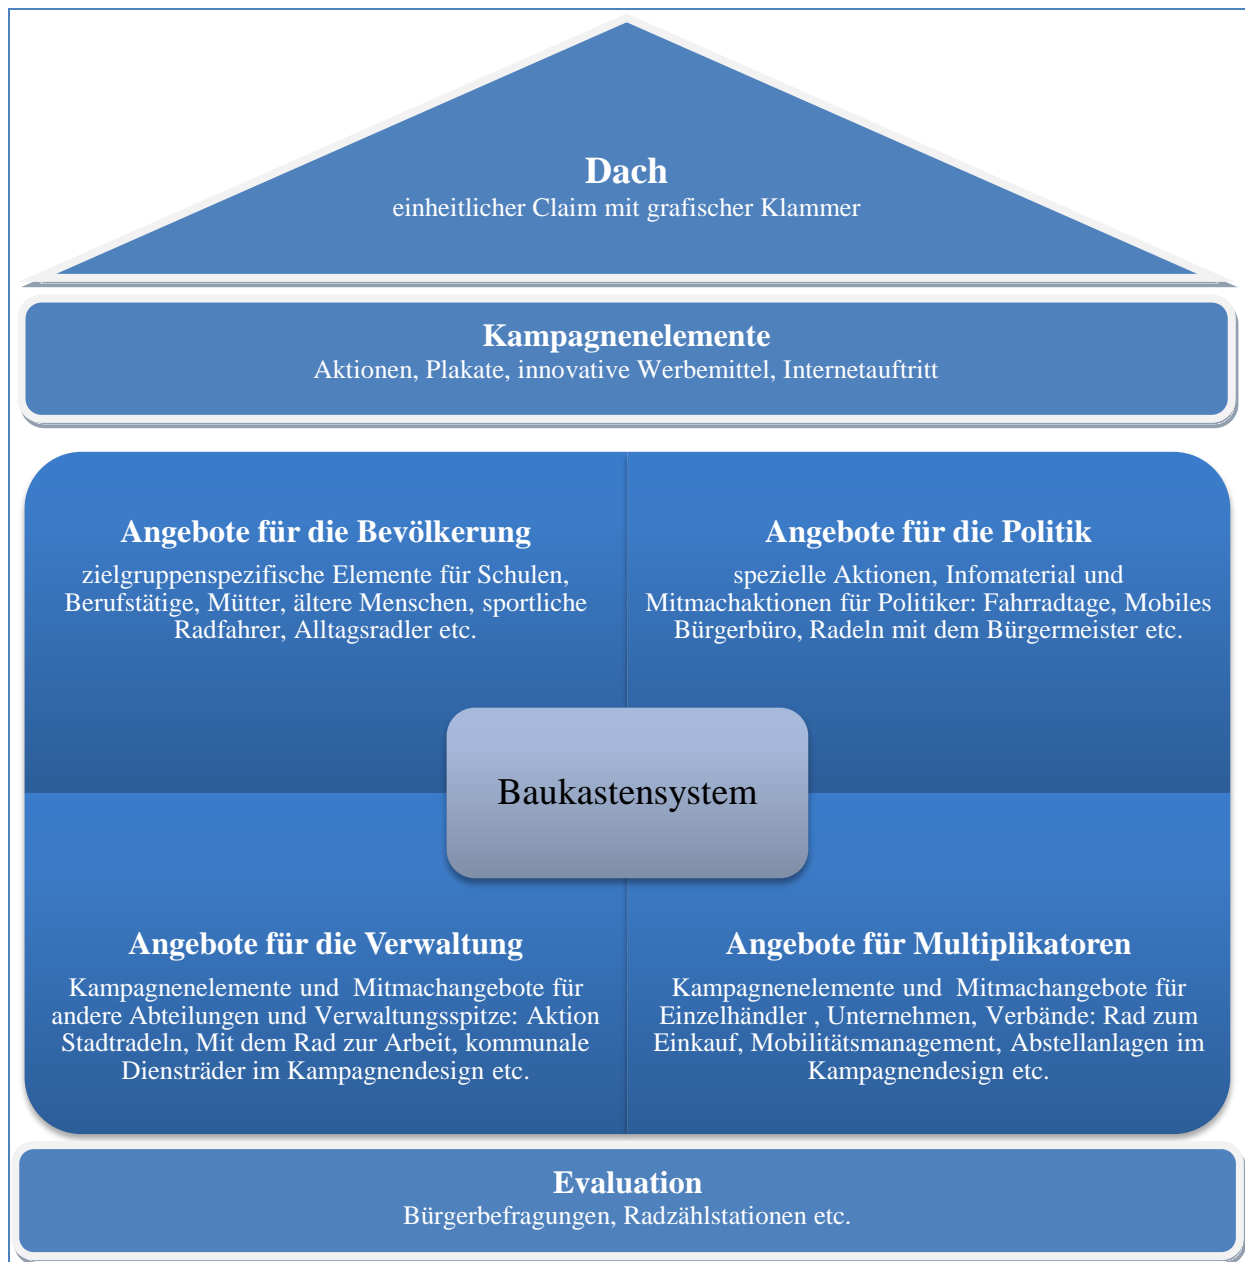 Dach
einheitlicher Claim mit grafischer Klammer
Kampagnenelemente
Aktionen, Plakate, innovative Werbemittel, Internetauftritt
Angebote für die Bevölkerung
zielgruppenspezifische Elemente für Schulen,
Berufstätige, Mütter, ältere Menschen, sportliche
Radfahrer, Alltagsradler etc.
Angebote für die Politik
spezielle Aktionen, Infomaterial und
Mitmachaktionen für Politiker: Fahrradtage, Mobiles
Bürgerbüro, Radeln mit dem Bürgermeister etc.
Baukastensystem
Angebote für die Verwaltung
Kampagnenelemente und  Mitmachangebote für
andere Abteilungen und Verwaltungsspitze: Aktion
Stadtradeln, Mit dem Rad zur Arbeit, kommunale
Diensträder im Kampagnendesign etc.
Angebote für Multiplikatoren
Kampagnenelemente und  Mitmachangebote für
Einzelhändler , Unternehmen, Verbände: Rad zum
Einkauf, Mobilitätsmanagement, Abstellanlagen im
Kampagnendesign etc.
Evaluation
Bürgerbefragungen, Radzählstationen etc.